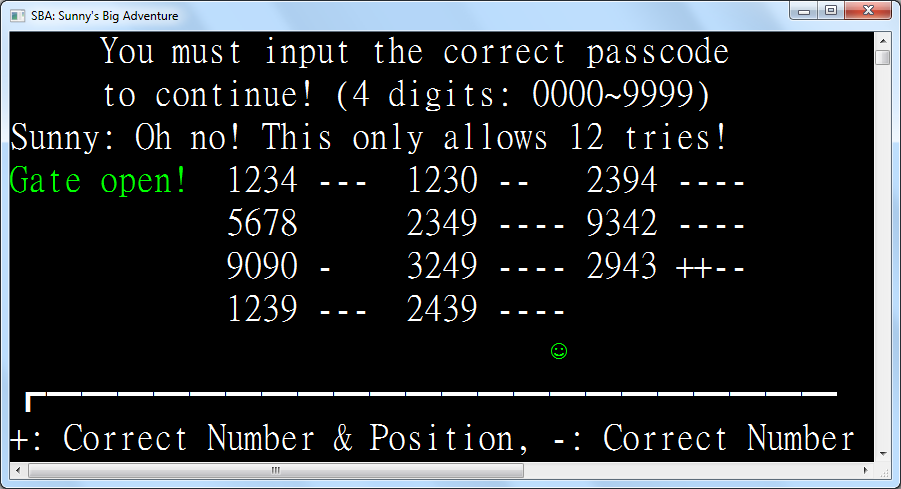 SBA: Sunny's Big Adventure
You must input the correct passcode
to continue! (4 digits: 0000~9999)
Sunny: Oh no! This only allows 12 tries!
Gate open! 1234 --- 1230 -- 2394 ----
5678 2349 ---- 9342 ----
9090 - 3249 ---- 2943 ++--
1239 --- 2439 ----
+: Correct Number & Position, -: Correct Number